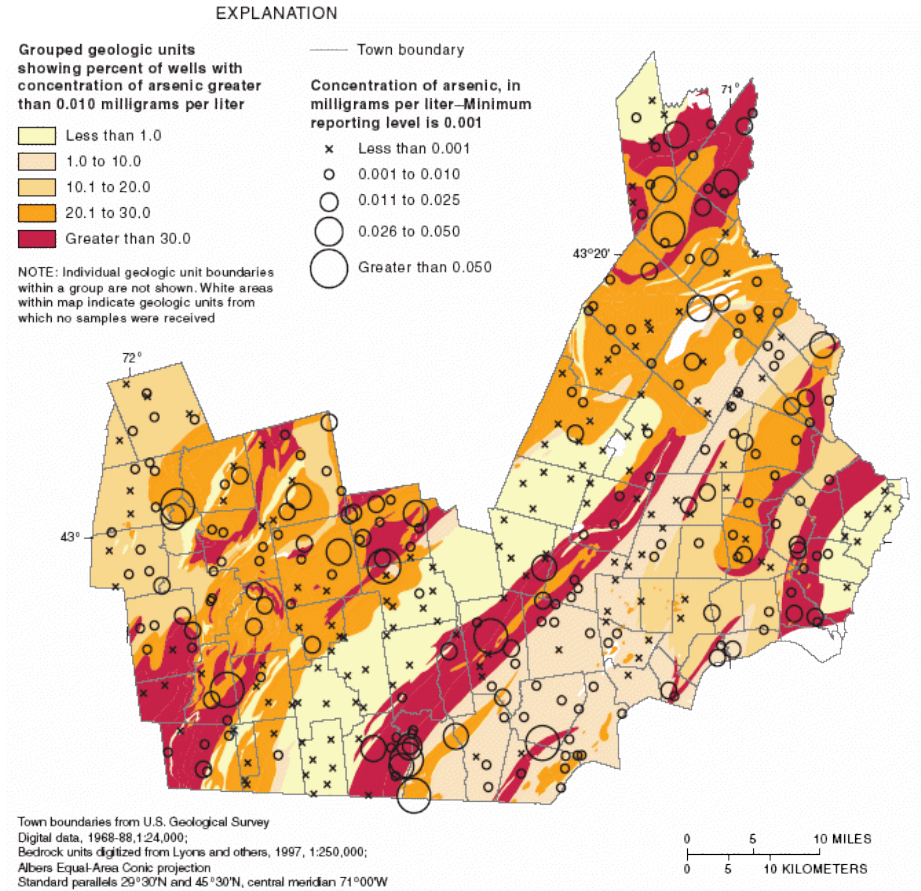 EXPLANATION
Grouped geologic units
showing percent of wells with
concentration of arsenic greater
than 0.010 milligrams per liter
Less than 1.0
1.0 to 10.0
10.1 to 20.0
20.1 to 30.0
Greater than 30.0
NOTE: Individual geologic unit boundaries
within a group are not shown. White areas
within map indicate geologic units from
which no samples were received
Town boundary
Concentration of arsenic, in
milligrams per liter–Minimum
reporting level is 0.001
Less than 0.001
0.001 to 0.010
0.011 to 0.025
0.026 to 0.050
Greater than 0.050
71°
43°20'
72°
43°
Town boundaries from U.S. Geological Survey
Digital data, 1968-88,1:24,000;
Bedrock units digitized from Lyons and others, 1997, 1:250,000;
Albers Equal-Area Conic projection
Standard parallels 29°30'N and 45°30'N, central meridian 71°00'W
0 5 10 MILES
0 5 10 KILOMETERS